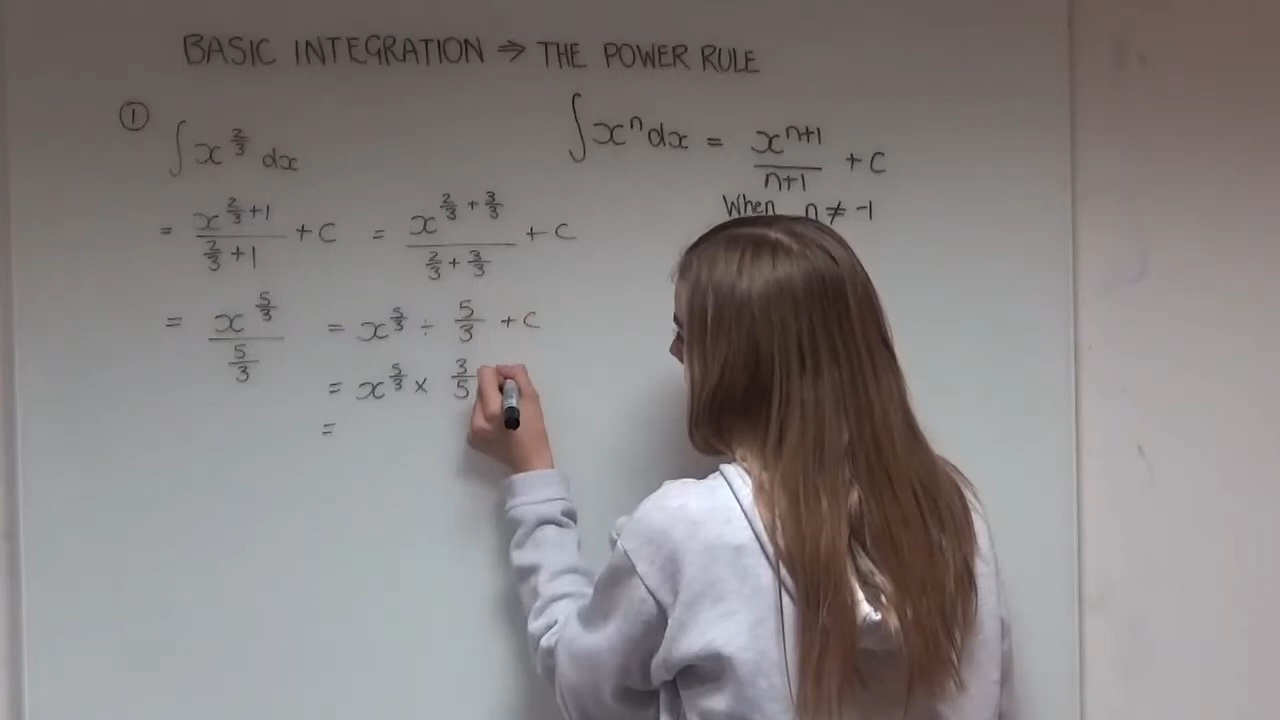 BASIC INTEGRATION ⇒ THE POWER RULE
①
∫ x^(2/3) dx
= x^(2/3 + 1) / (2/3 + 1) + C = x^(2/3 + 3/3) / (2/3 + 3/3) + C
= x^(5/3) / (5/3) = x^(5/3) ÷ 5/3 + C
= x^(5/3) × 3/5
=
∫ x^n dx = x^(n+1) / (n+1) + C
When n ≠ -1